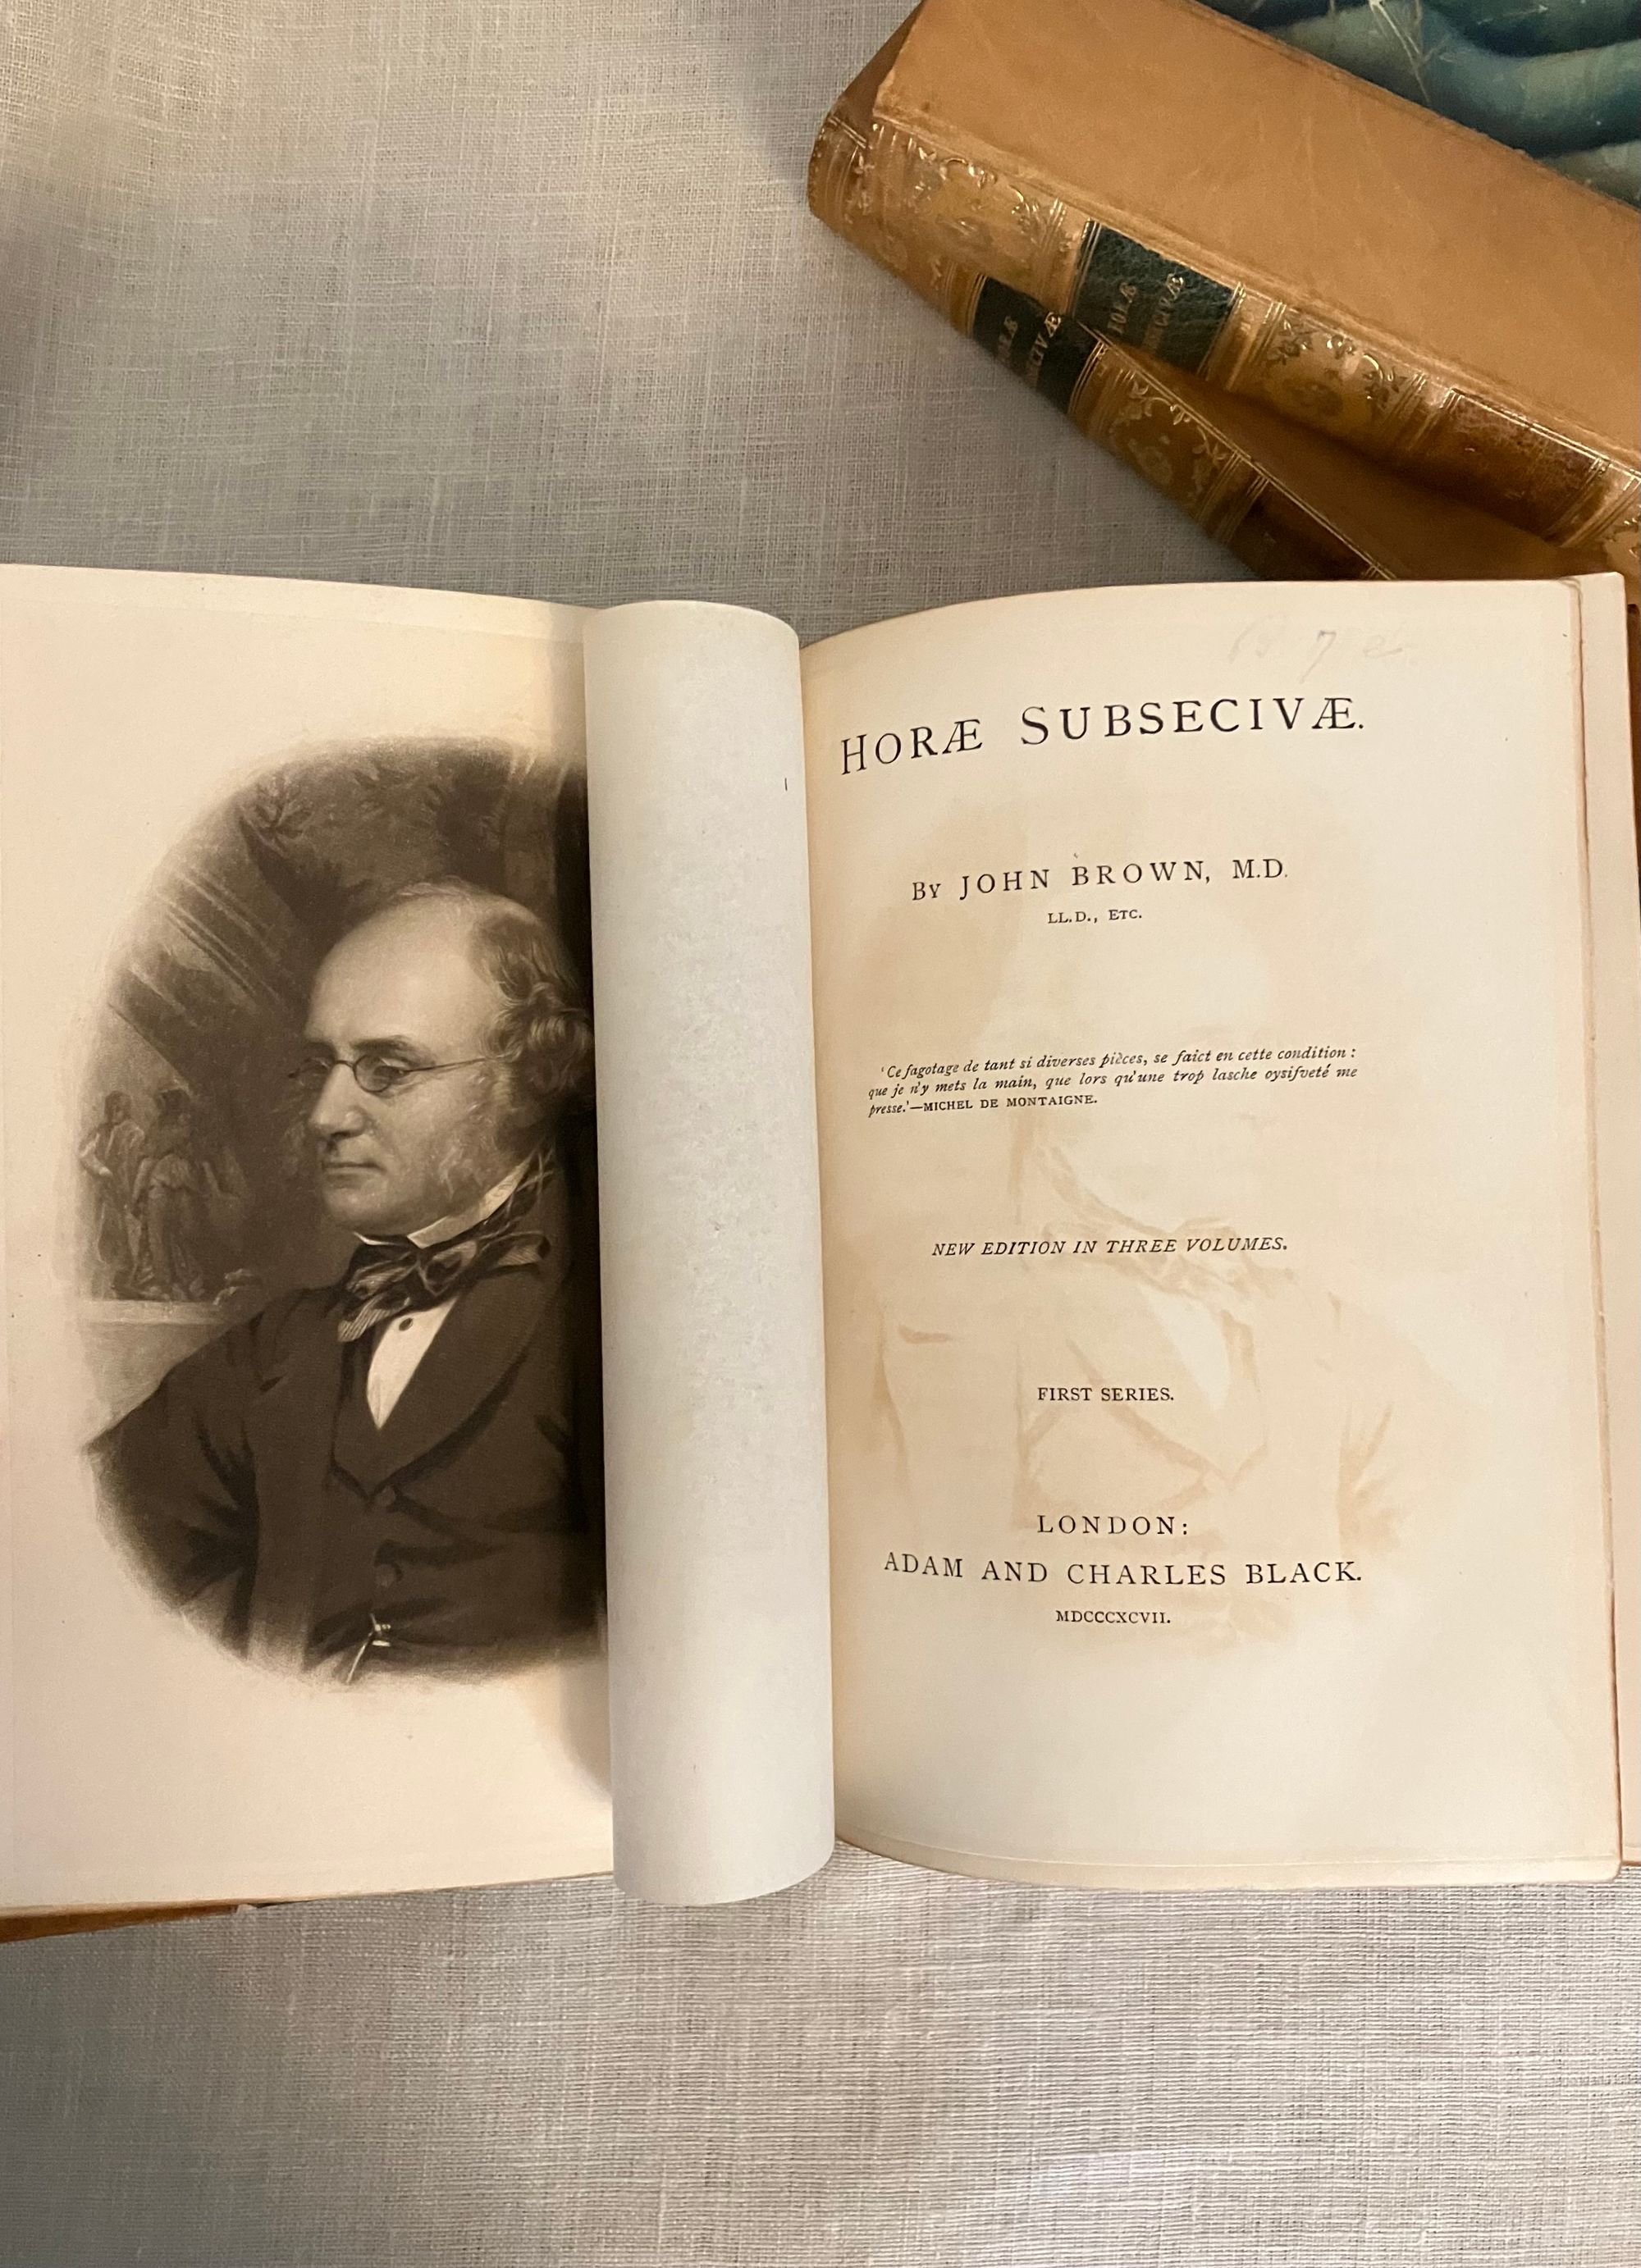 HORÆ
HORÆ SUBSECIVÆ.
BY JOHN BROWN, M.D.
LL.D., ETC.
'Ce fagotage de tant si diverses pièces, se faict en cette condition :
que je n'y mets la main, que lors qu'une trop lasche oysifveté me
presse.'—MICHEL DE MONTAIGNE.
NEW EDITION IN THREE VOLUMES.
FIRST SERIES.
LONDON:
ADAM AND CHARLES BLACK.
MDCCCXCVII.